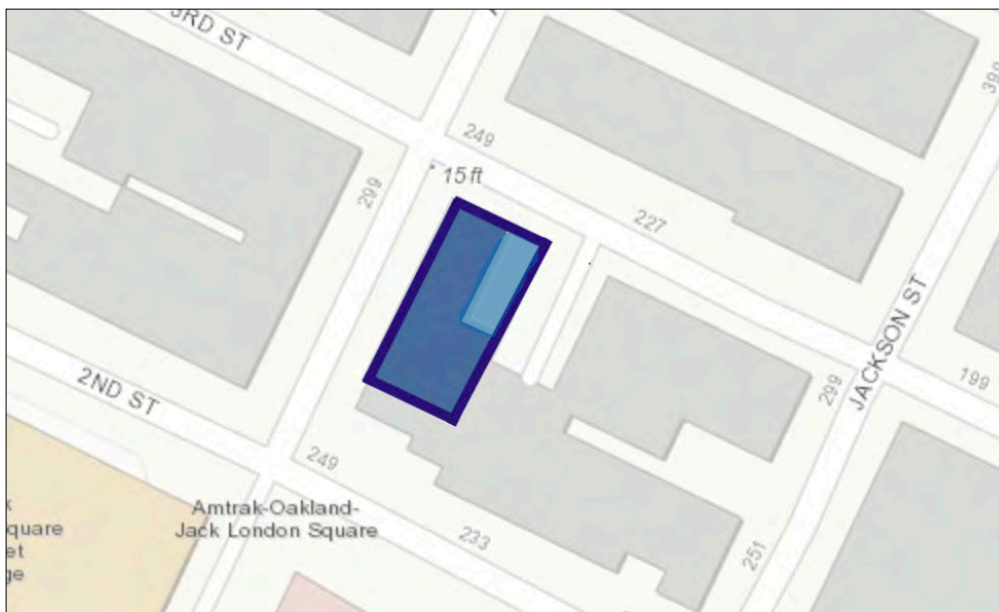 3RD ST
249
15 ft
299
227
399
JACKSON ST
199
299
2ND ST
249
Amtrak-Oakland-
Jack London Square
quare
et
ge
233
251